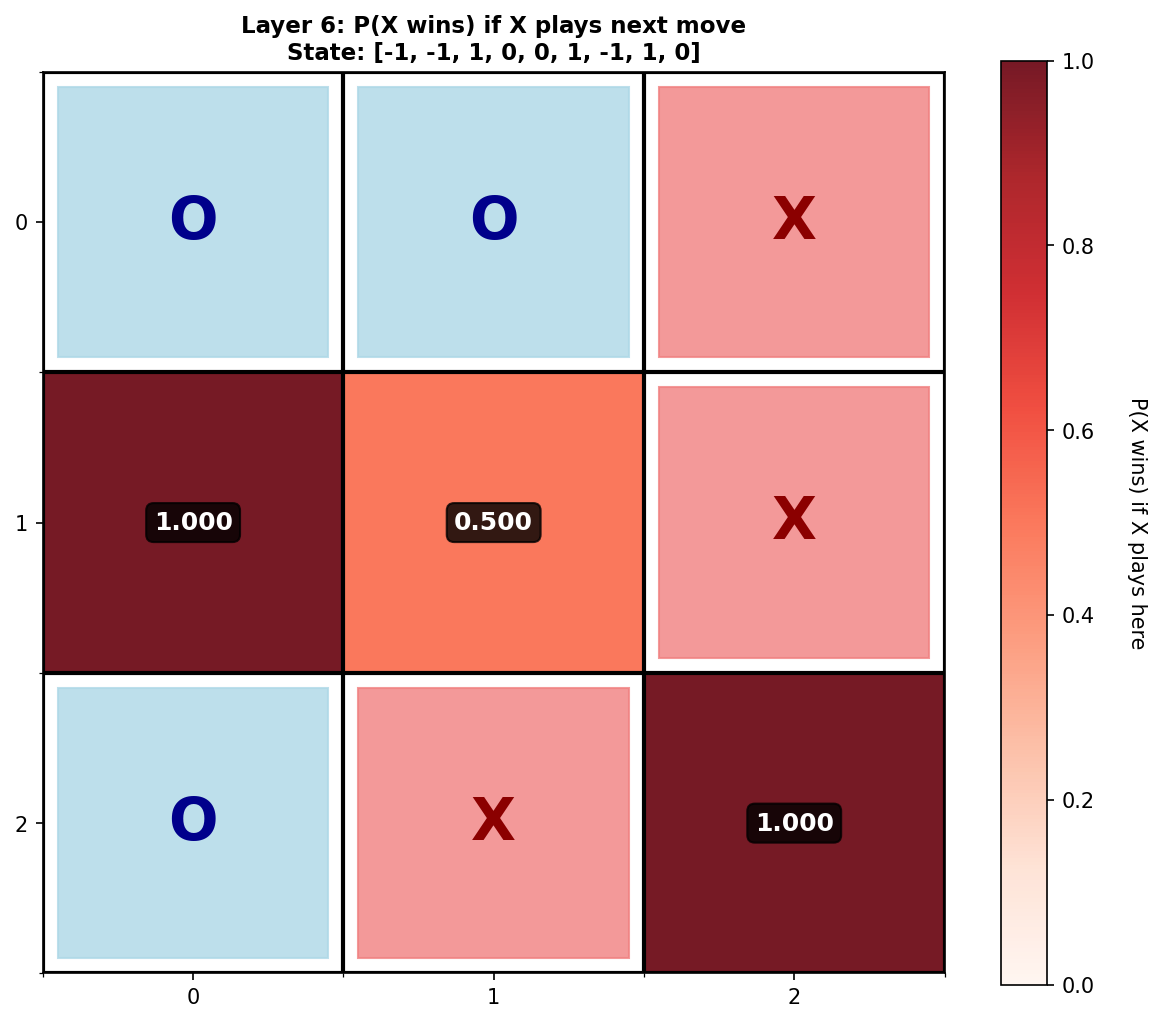 Layer 6: P(X wins) if X plays next move
State: [-1, -1, 1, 0, 0, 1, -1, 1, 0]
0
O
O
X
1
1.000
0.500
X
2
O
X
1.000
0
1
2
1.0
0.8
0.6
0.4
0.2
0.0
P(X wins) if X plays here